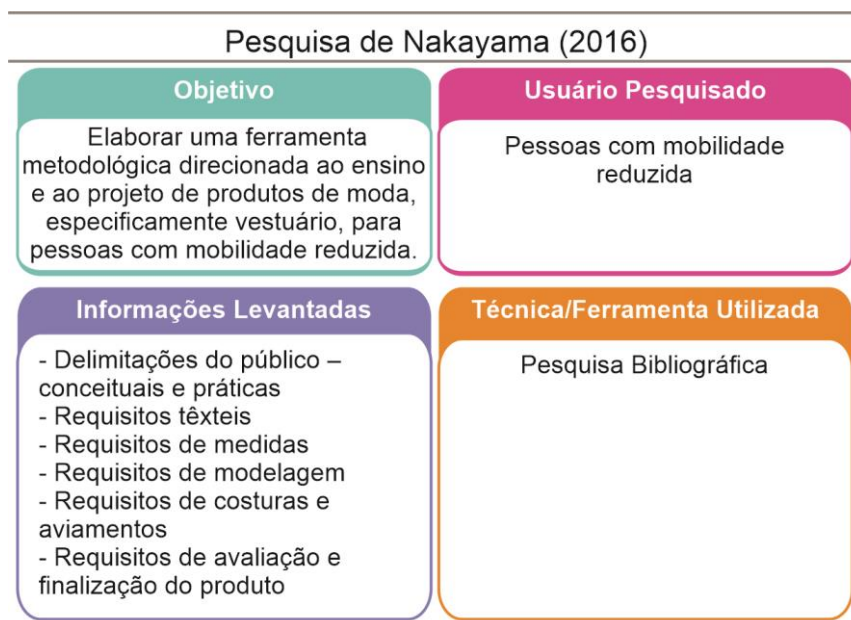 Pesquisa de Nakayama (2016)
Objetivo
Elaborar uma ferramenta
metodológica direcionada ao ensino
e ao projeto de produtos de moda,
especificamente vestuário, para
pessoas com mobilidade reduzida.
Usuário Pesquisado
Pessoas com mobilidade
reduzida
Informações Levantadas
- Delimitações do público –
conceituais e práticas
- Requisitos têxteis
- Requisitos de medidas
- Requisitos de modelagem
- Requisitos de costuras e
aviamentos
- Requisitos de avaliação e
finalização do produto
Técnica/Ferramenta Utilizada
Pesquisa Bibliográfica